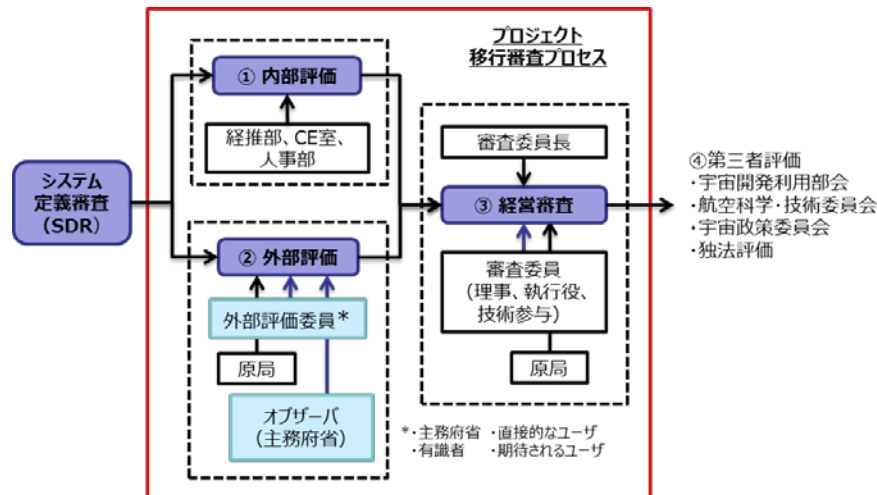 プロジェクト
移行審査プロセス
① 内部評価
経推部、CE室、
人事部
システム
定義審査
（SDR）
② 外部評価
外部評価委員*
原局
オブザーバ
（主務府省）
審査委員長
③ 経営審査
審査委員
（理事、執行役、
技術参与）
原局
*・主務府省 ・直接的なユーザ
・有識者 ・期待されるユーザ
④第三者評価
・宇宙開発利用部会
・航空科学・技術委員会
・宇宙政策委員会
・独法評価